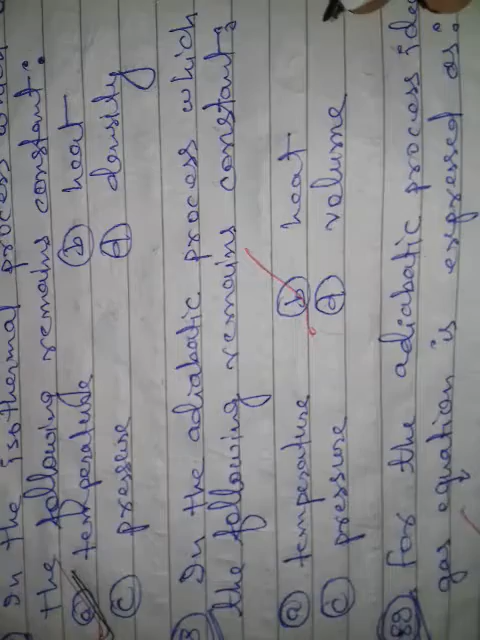 In the isothermal process which
the following remains constant:
(a) temperature (b) heat
(c) pressure (d) density
In the adiabatic process which
the following remains constant;
(a) temperature (b) heat
(c) pressure (d) volume
For the adiabatic process
gas equation is expressed as: